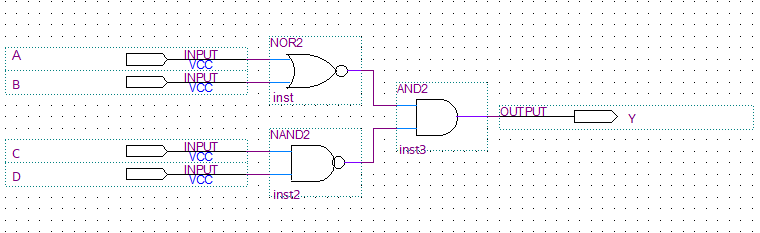 A
INPUT
VCC
B
INPUT
VCC
NOR2
inst
AND2
inst3
OUTPUT
Y
C
INPUT
VCC
D
INPUT
VCC
NAND2
inst2